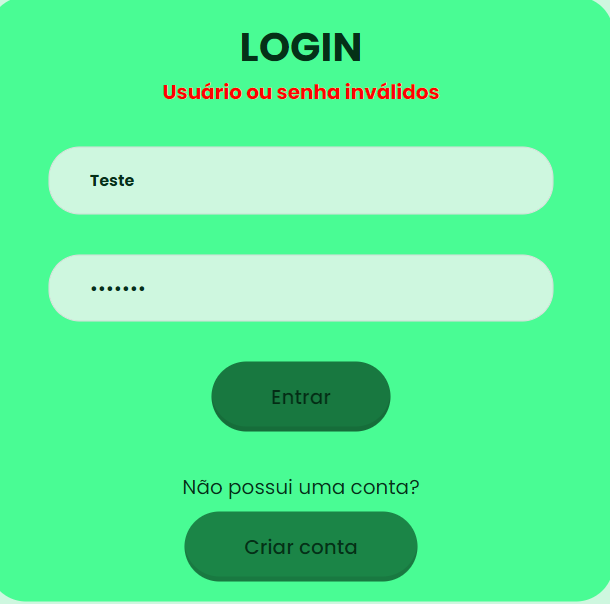 LOGIN
Usuário ou senha inválidos
Teste
•••••••
Entrar
Não possui uma conta?
Criar conta